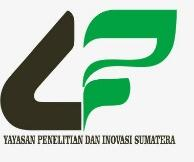 YAYASAN PENELITIAN DAN INOVASI SUMATERA